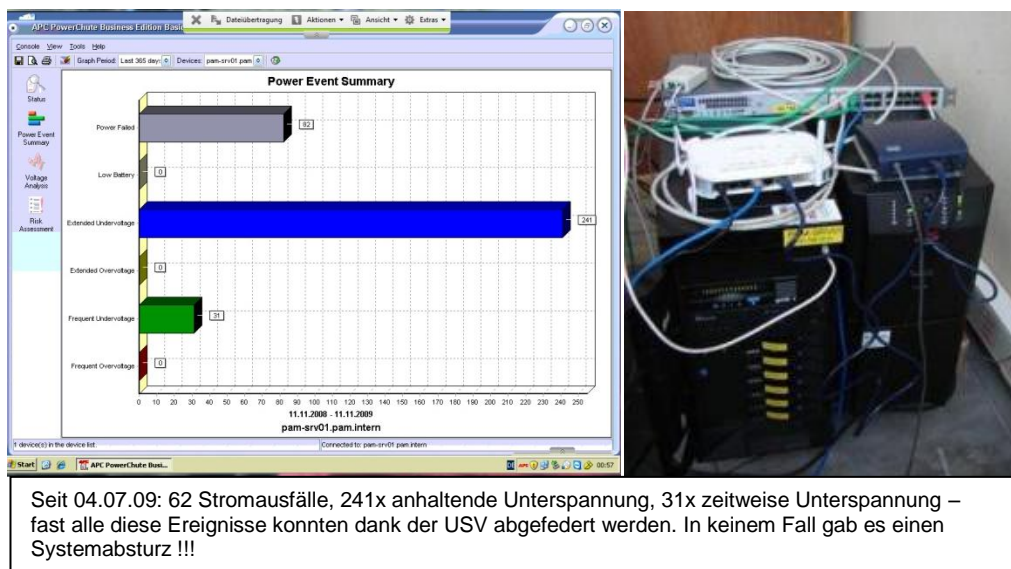 APC PowerChute Business Edition Basi
Dateiübertragung Aktionen Ansicht Extras
Console View Tools Help
Graph Period: Last 365 day: Devices: pam-srv01.pam
Status
Power Event
Summary
Voltage
Analysis
Risk
Assessment
Power Event Summary
Power Failed 82
Low Battery 0
Extended Undervoltage 241
Extended Overvoltage 0
Frequent Undervoltage 31
Frequent Overvoltage 0
0 10 20 30 40 50 60 70 80 90 100 110 120 130 140 150 160 170 180 190 200 210 220 230 240 250
11.11.2008 - 11.11.2009
pam-srv01.pam.intern
1 device(s) in the device list. Connected to: pam-srv01.pam.intern
Start APC PowerChute Busi... DE APC 00:57
Seit 04.07.09: 62 Stromausfälle, 241x anhaltende Unterspannung, 31x zeitweise Unterspannung –
fast alle diese Ereignisse konnten dank der USV abgefedert werden. In keinem Fall gab es einen
Systemabsturz !!!